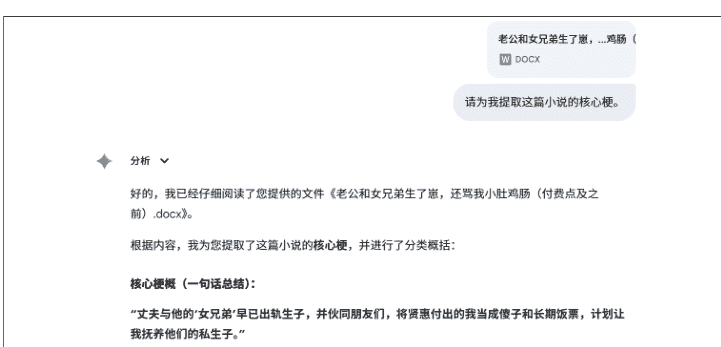 老公和女兄弟生了崽，...鸡肠（
W DOCX
请为我提取这篇小说的核心梗。
分析
好的，我已经仔细阅读了您提供的文件《老公和女兄弟生了崽，还骂我小肚鸡肠（付费点及之
前）.docx》。
根据内容，我为您提取了这篇小说的核心梗，并进行了分类概括：
核心梗概（一句话总结）：
“丈夫与他的‘女兄弟’早已出轨生子，并伙同朋友们，将贤惠付出的我当成傻子和长期饭票，计划让
我抚养他们的私生子。”